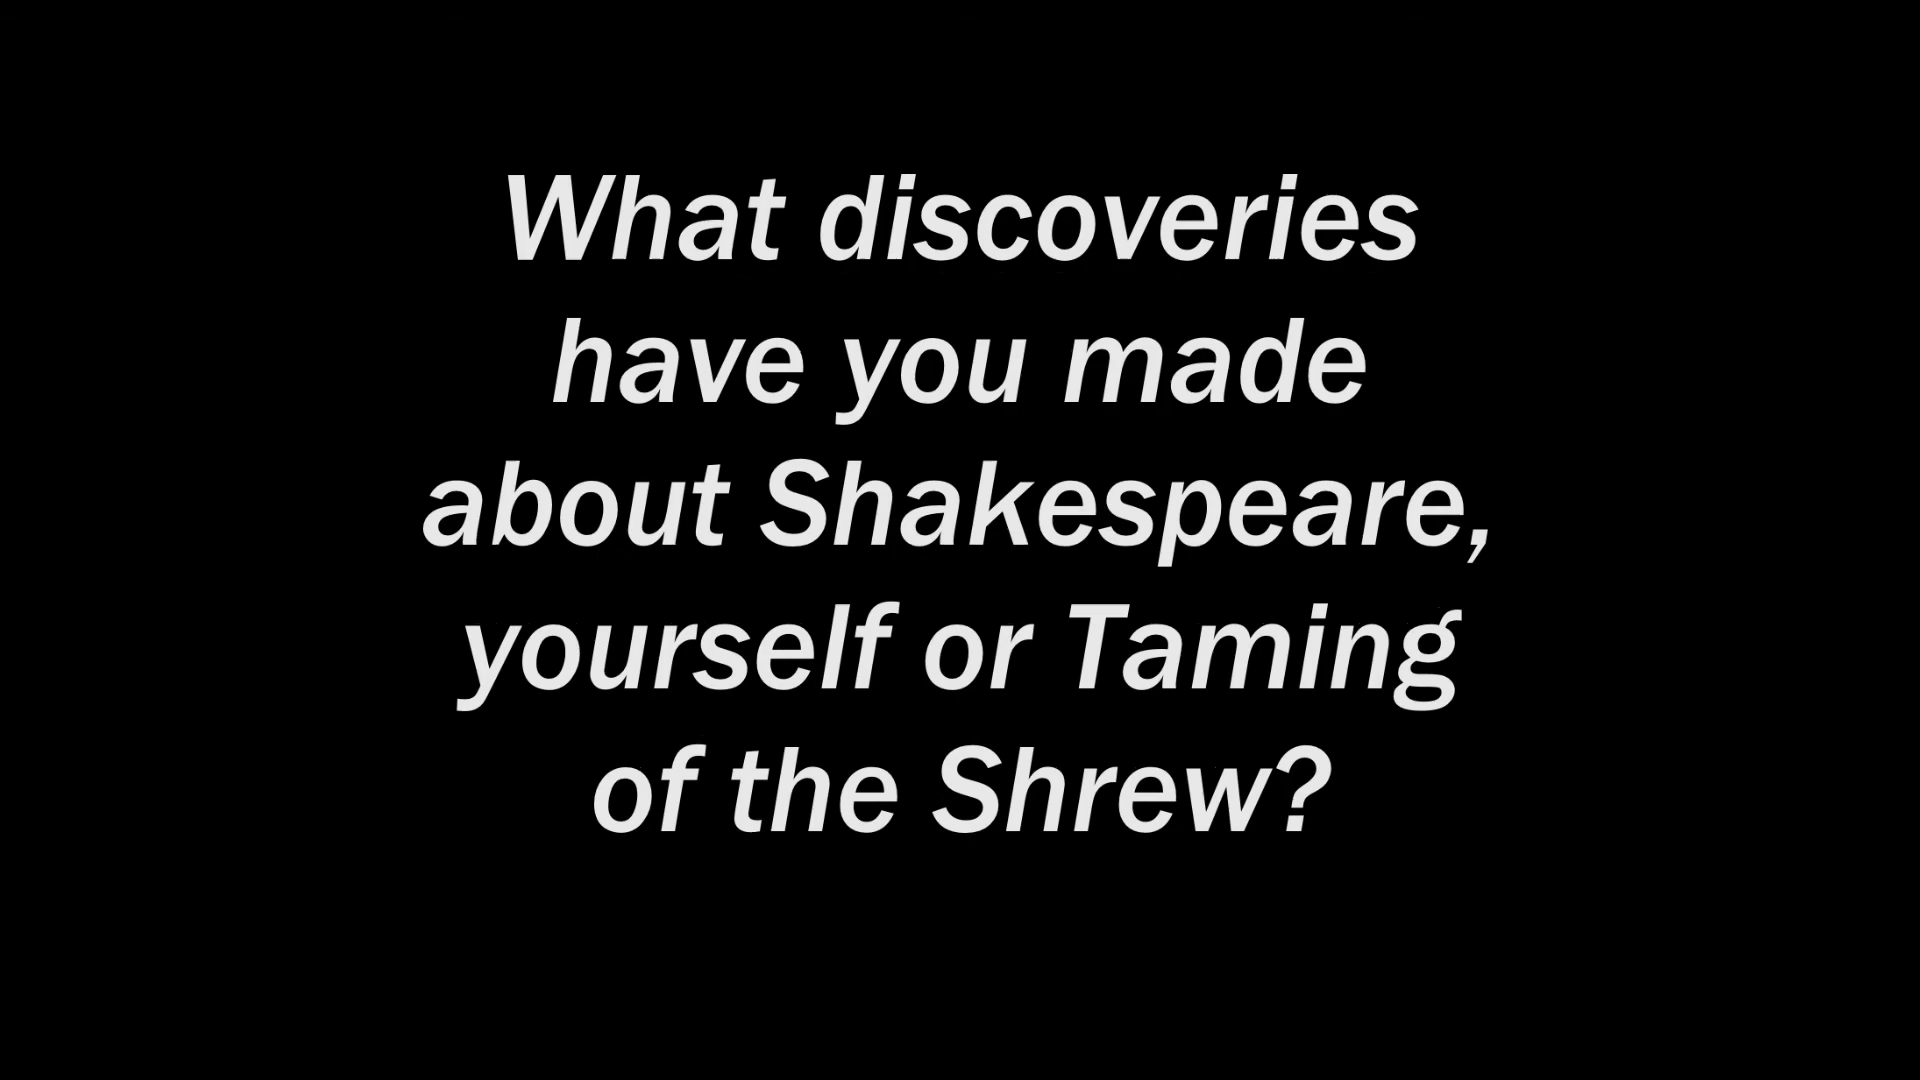 What discoveries
have you made
about Shakespeare,
yourself or Taming
of the Shrew?